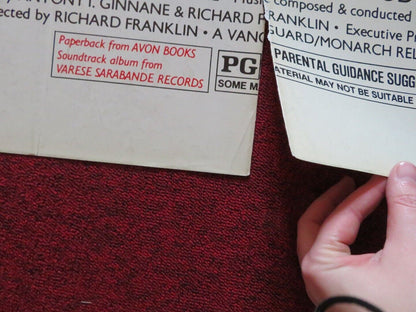 ANTONY I. GINNANE & RICHARD F
composed & conducted
ected by RICHARD FRANKLIN • A VANG
FRANKLIN • Executive P
GUARD/MONARCH REL
Paperback from AVON BOOKS
Soundtrack album from
VARESE SARABANDE RECORDS
PG
SOME M
PARENTAL GUIDANCE SUGG
ATERIAL MAY NOT BE SUITABLE